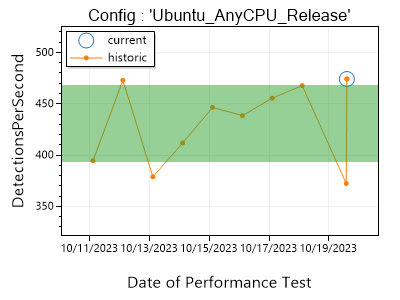 Config : 'Ubuntu_AnyCPU_Release'
current
historic
DetectionsPerSecond
500
450
400
350
10/11/2023
10/13/2023
10/15/2023
10/17/2023
10/19/2023
Date of Performance Test